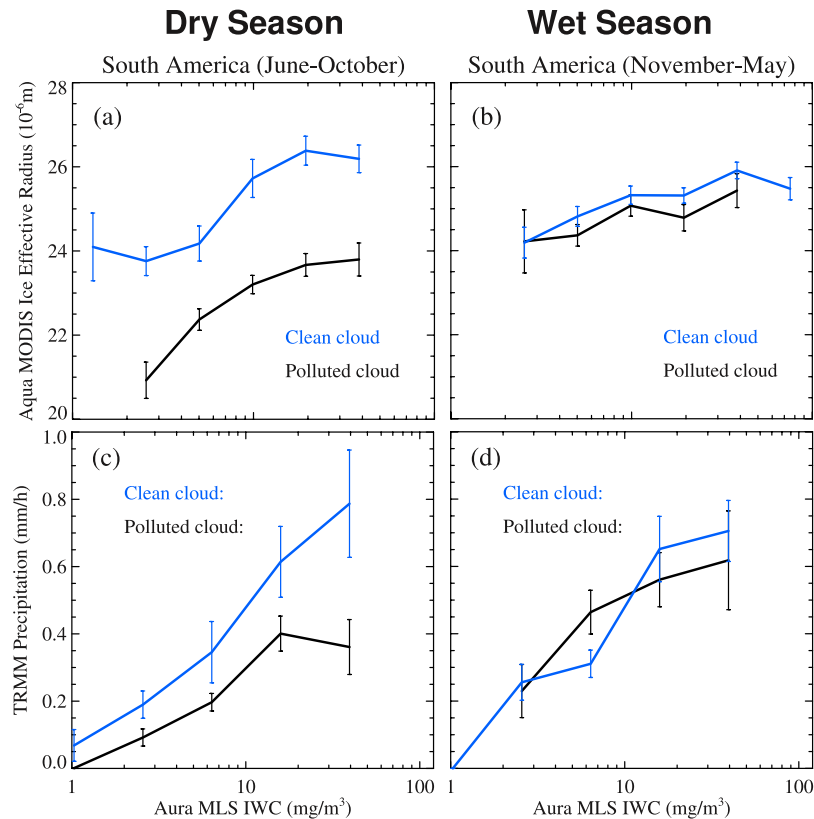 Dry Season
Wet Season
South America (June-October)
South America (November-May)
Aqua MODIS Ice Effective Radius (10⁻⁶m)
28
26
24
22
20
(a)
Clean cloud
Polluted cloud
(b)
Clean cloud
Polluted cloud
TRMM Precipitation (mm/h)
1.0
0.8
0.6
0.4
0.2
0.0
(c)
Clean cloud:
Polluted cloud:
(d)
Clean cloud:
Polluted cloud:
1 10 100
1 10 100
Aura MLS IWC (mg/m³)
Aura MLS IWC (mg/m³)